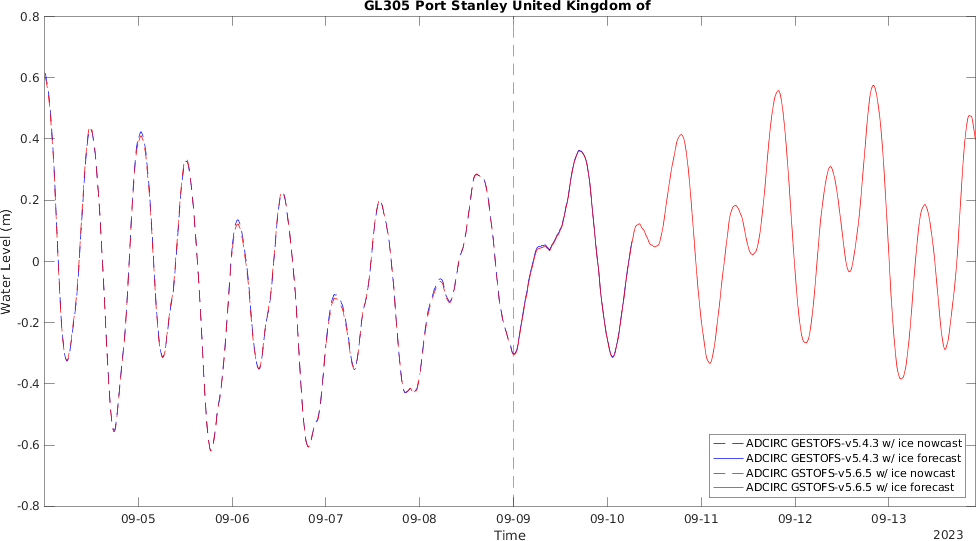 GL305 Port Stanley United Kingdom of
0.8
0.6
0.4
0.2
0
-0.2
-0.4
-0.6
-0.8
Water Level (m)
ADCIRC GESTOFS-v5.4.3 w/ ice nowcast
ADCIRC GESTOFS-v5.4.3 w/ ice forecast
ADCIRC GSTOFS-v5.6.5 w/ ice nowcast
ADCIRC GSTOFS-v5.6.5 w/ ice forecast
09-05 09-06 09-07 09-08 09-09 09-10 09-11 09-12 09-13
Time
2023